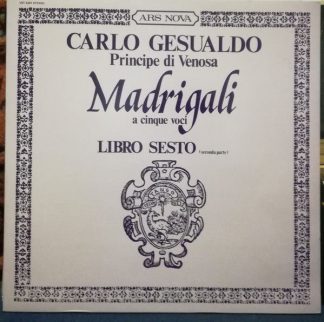 ARS NOVA
CARLO GESUALDO
Principe di Venosa
Madrigali
a cinque voci
LIBRO SESTO (seconda parte)